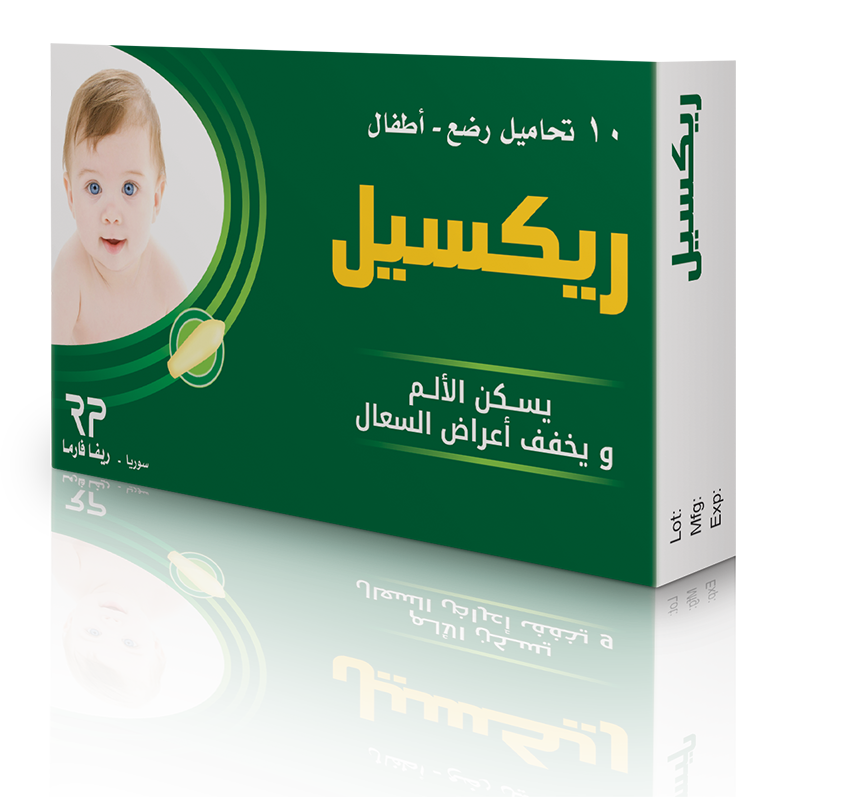 ١٠ تحاميل رضع - أطفال
ريكسيل
يسكن الألم
و يخفف أعراض السعال
RP
ريفا فارما - سوريا
ريكسيل
Lot:
Mfg:
Exp: